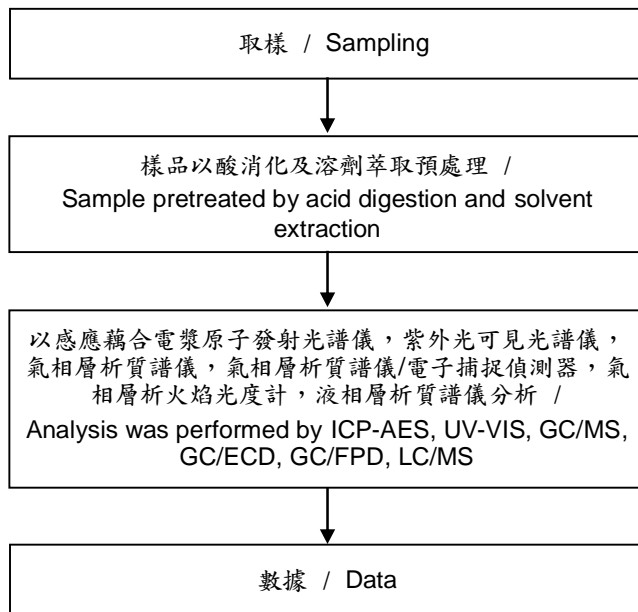 取樣 / Sampling
樣品以酸消化及溶劑萃取預處理 /
Sample pretreated by acid digestion and solvent
extraction
以感應藕合電漿原子發射光譜儀，紫外光可見光譜儀，
氣相層析質譜儀，氣相層析質譜儀/電子捕捉偵測器，氣
相層析火焰光度計，液相層析質譜儀分析 /
Analysis was performed by ICP-AES, UV-VIS, GC/MS,
GC/ECD, GC/FPD, LC/MS
數據 / Data